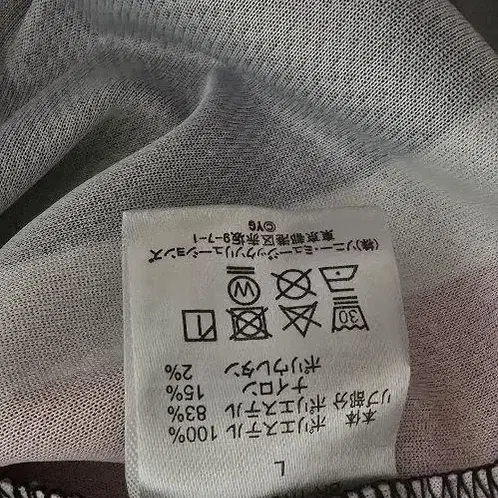 L
本体 ポリエステル 100%
リブ部分 ポリエステル 83%
ナイロン 15%
ポリウレタン 2%
30
W
(株)ソニー・ミュージックソリューションズ
東京都港区赤坂9-7-1
©YG